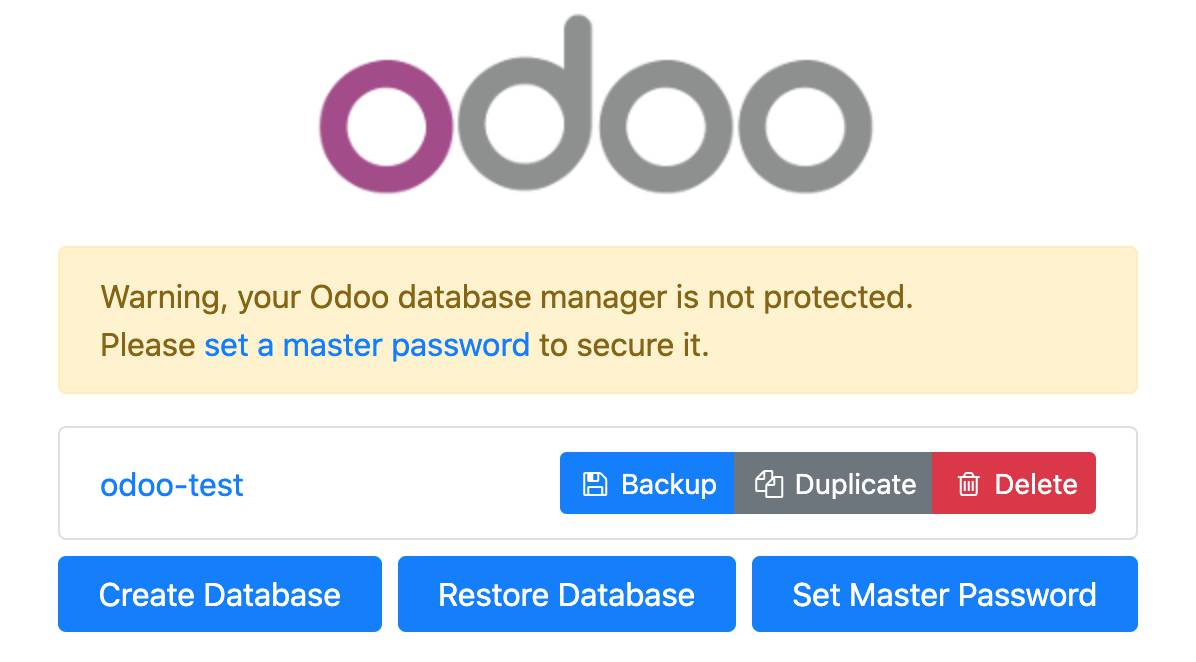 odoo
Warning, your Odoo database manager is not protected.
Please set a master password to secure it.
odoo-test Backup Duplicate Delete
Create Database Restore Database Set Master Password